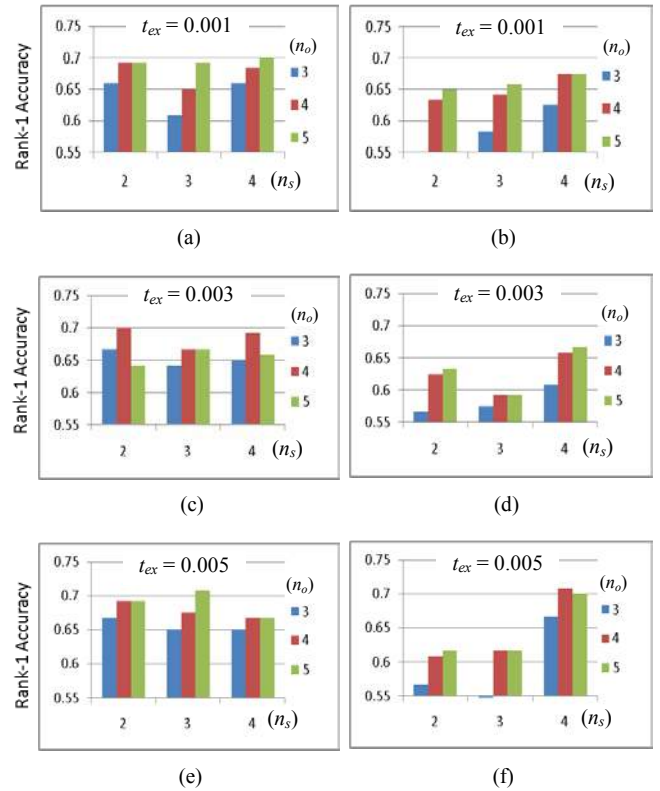 t_ex = 0.001
(n_o)
0.75
0.7
0.65
0.6
0.55
Rank-1 Accuracy
3
4
5
2 3 4 (n_s)
(a)
t_ex = 0.001
(n_o)
0.75
0.7
0.65
0.6
0.55
3
4
5
2 3 4 (n_s)
(b)
t_ex = 0.003
(n_o)
0.75
0.7
0.65
0.6
0.55
Rank-1 Accuracy
3
4
5
2 3 4 (n_s)
(c)
t_ex = 0.003
(n_o)
0.75
0.7
0.65
0.6
0.55
3
4
5
2 3 4 (n_s)
(d)
t_ex = 0.005
(n_o)
0.75
0.7
0.65
0.6
0.55
Rank-1 Accuracy
3
4
5
2 3 4 (n_s)
(e)
t_ex = 0.005
(n_o)
0.75
0.7
0.65
0.6
0.55
3
4
5
2 3 4 (n_s)
(f)